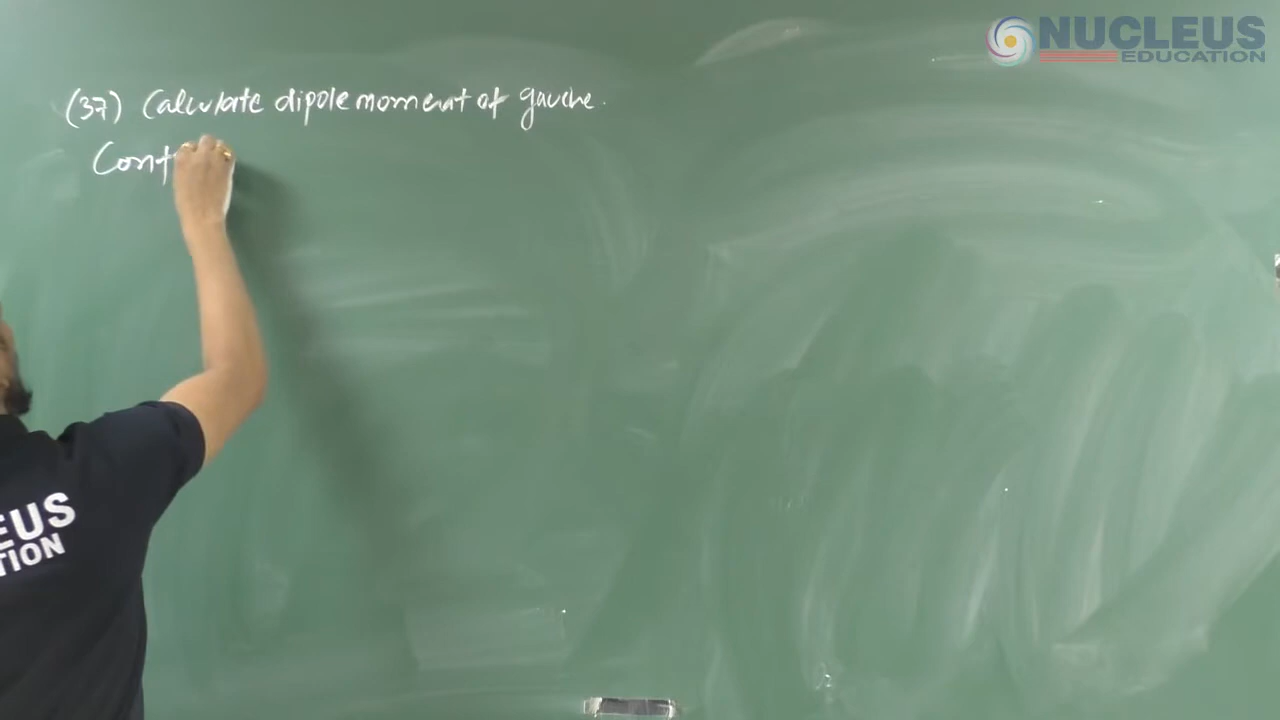 NUCLEUS
EDUCATION
(37) Calculate dipole moment of gauche.
Conf
EUS
TION